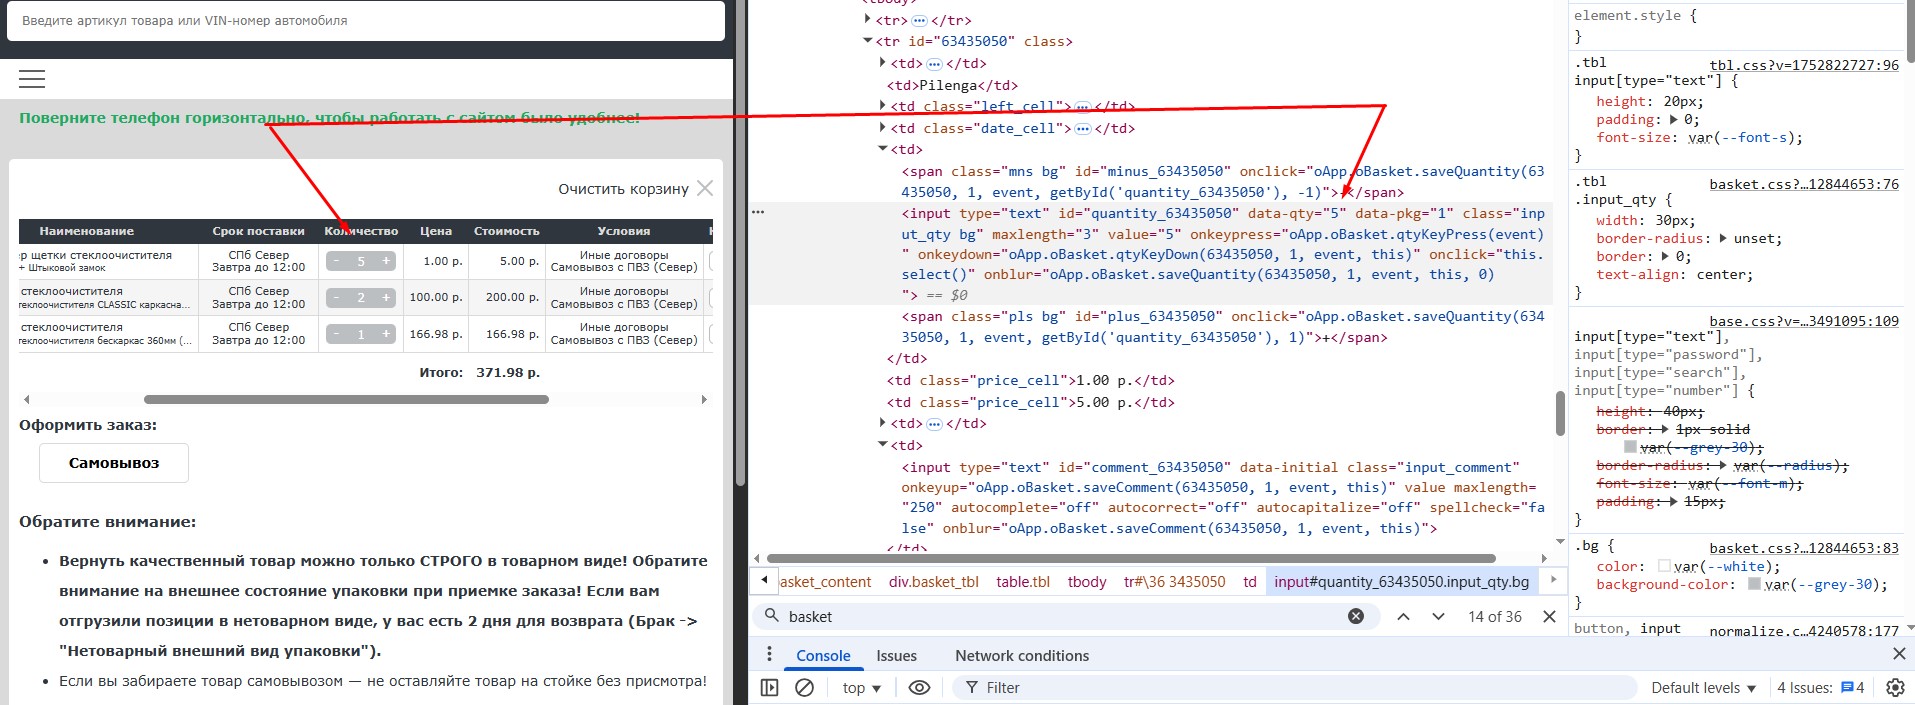 Введите артикул товара или VIN-номер автомобиля
Поверните телефон горизонтально, чтобы работать с сайтом было удобнее!
Очистить корзину
Наименование Срок поставки Количество Цена Стоимость Условия
р щетки стеклоочистителя
+ Штыковой замок
СПб Север
Завтра до 12:00
- 5 +
1.00 р.
5.00 р.
Иные договоры
Самовывоз с ПВЗ (Север)
стеклоочистителя
теклоочистителя CLASSIC каркасна...
СПб Север
Завтра до 12:00
- 2 +
100.00 р.
200.00 р.
Иные договоры
Самовывоз с ПВЗ (Север)
стеклоочистителя
теклоочистителя бескаркас 360мм (...
СПб Север
Завтра до 12:00
- 1 +
166.98 р.
166.98 р.
Иные договоры
Самовывоз с ПВЗ (Север)
Итого: 371.98 р.
Оформить заказ:
Самовывоз
Обратите внимание:
• Вернуть качественный товар можно только СТРОГО в товарном виде! Обратите
внимание на внешнее состояние упаковки при приемке заказа! Если вам
отгрузили позиции в нетоварном виде, у вас есть 2 дня для возврата (Брак ->
"Нетоварный внешний вид упаковки").
• Если вы забираете товар самовывозом — не оставляйте товар на стойке без присмотра!
<tr>…</tr>
<tr id="63435050" class>
<td>…</td>
<td>Pilenga</td>
<td class="left_cell">…</td>
<td class="date_cell">…</td>
<td>
<span class="mns bg" id="minus_63435050" onclick="oApp.oBasket.saveQuantity(63
435050, 1, event, getById('quantity_63435050'), -1)">-</span>
<input type="text" id="quantity_63435050" data-qty="5" data-pkg="1" class="inp
ut_qty bg" maxlength="3" value="5" onkeypress="oApp.oBasket.qtyKeyPress(event)
" onkeydown="oApp.oBasket.qtyKeyDown(63435050, 1, event, this)" onclick="this.
select()" onblur="oApp.oBasket.saveQuantity(63435050, 1, event, this, 0)
"> == $0
<span class="pls bg" id="plus_63435050" onclick="oApp.oBasket.saveQuantity(634
35050, 1, event, getById('quantity_63435050'), 1)">+</span>
</td>
<td class="price_cell">1.00 р.</td>
<td class="price_cell">5.00 р.</td>
<td>…</td>
<td>
<input type="text" id="comment_63435050" data-initial class="input_comment"
onkeyup="oApp.oBasket.saveComment(63435050, 1, event, this)" value maxlength=
"250" autocomplete="off" autocorrect="off" autocapitalize="off" spellcheck="fa
lse" onblur="oApp.oBasket.saveComment(63435050, 1, event, this)">
</td>
asket_content div.basket_tbl table.tbl tbody tr#\36 3435050 td input#quantity_63435050.input_qty.bg
basket
14 of 36
Console Issues Network conditions
top
Filter
Default levels
4 Issues: 4
element.style {
}
.tbl tbl.css?v=1752822727:96
input[type="text"] {
height: 20px;
padding: 0;
font-size: var(--font-s);
}
.tbl basket.css?…12844653:76
.input_qty {
width: 30px;
border-radius: unset;
border: 0;
text-align: center;
}
base.css?v=…3491095:109
input[type="text"],
input[type="password"],
input[type="search"],
input[type="number"] {
height: 40px;
border: 1px solid
var(--grey-30);
border-radius: var(--radius);
font-size: var(--font-m);
padding: 15px;
}
.bg { basket.css?…12844653:83
color: var(--white);
background-color: var(--grey-30);
}
button, input normalize.c…4240578:177